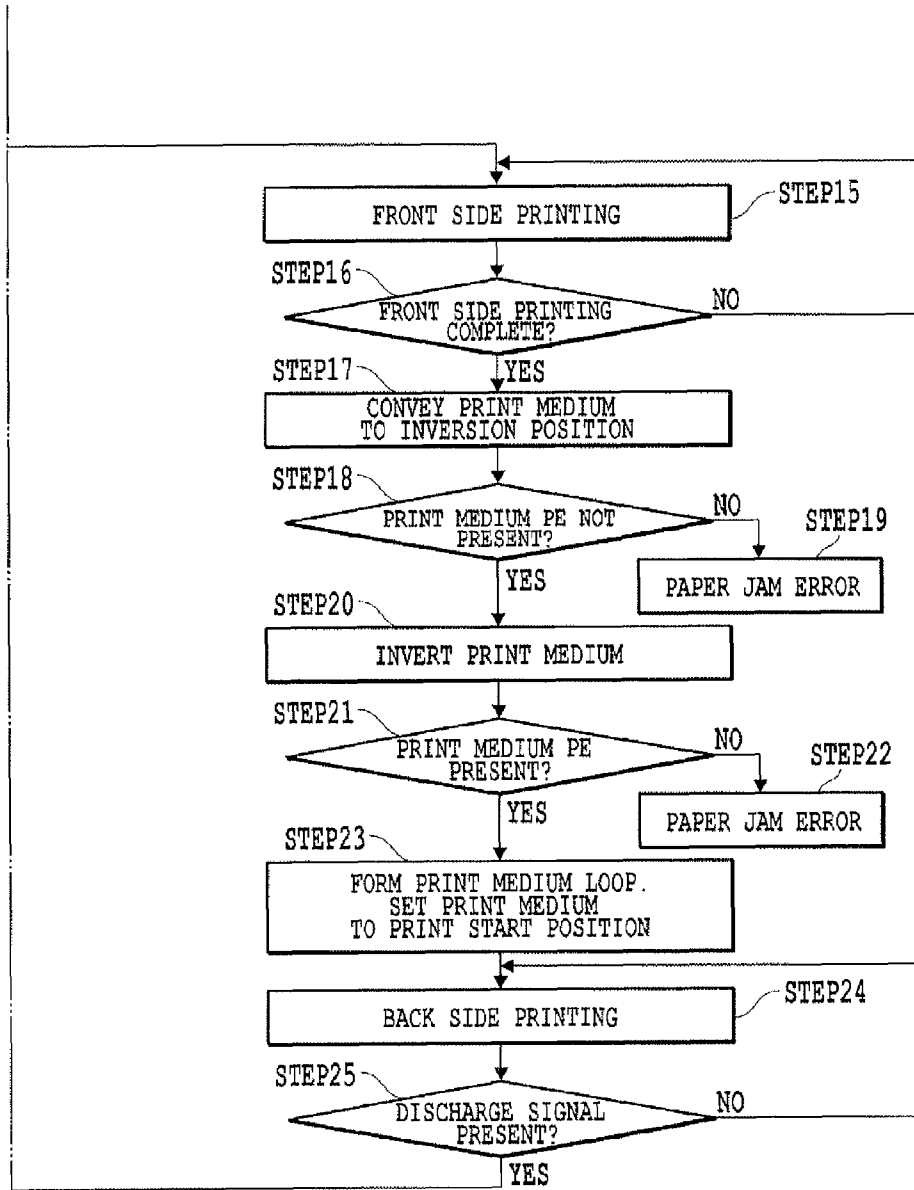 STEP15
FRONT SIDE PRINTING
STEP16
FRONT SIDE PRINTING
COMPLETE?
NO
YES
STEP17
CONVEY PRINT MEDIUM
TO INVERSION POSITION
STEP18
PRINT MEDIUM PE NOT
PRESENT?
NO
STEP19
PAPER JAM ERROR
YES
STEP20
INVERT PRINT MEDIUM
STEP21
PRINT MEDIUM PE
PRESENT?
NO
STEP22
PAPER JAM ERROR
YES
STEP23
FORM PRINT MEDIUM LOOP.
SET PRINT MEDIUM
TO PRINT START POSITION
STEP24
BACK SIDE PRINTING
STEP25
DISCHARGE SIGNAL
PRESENT?
NO
YES